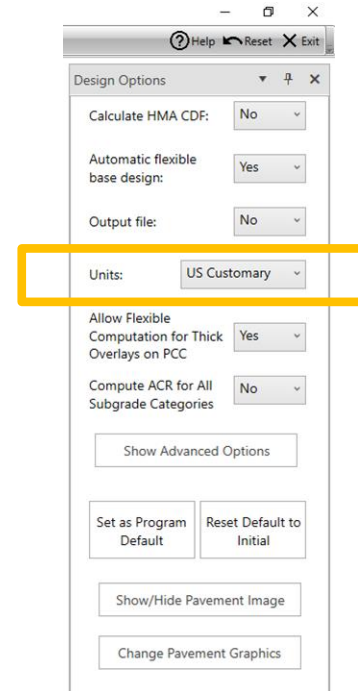 Help Reset Exit
Design Options
Calculate HMA CDF: No
Automatic flexible
base design: Yes
Output file: No
Units: US Customary
Allow Flexible
Computation for Thick Yes
Overlays on PCC
Compute ACR for All
Subgrade Categories No
Show Advanced Options
Set as Program
Default
Reset Default to
Initial
Show/Hide Pavement Image
Change Pavement Graphics